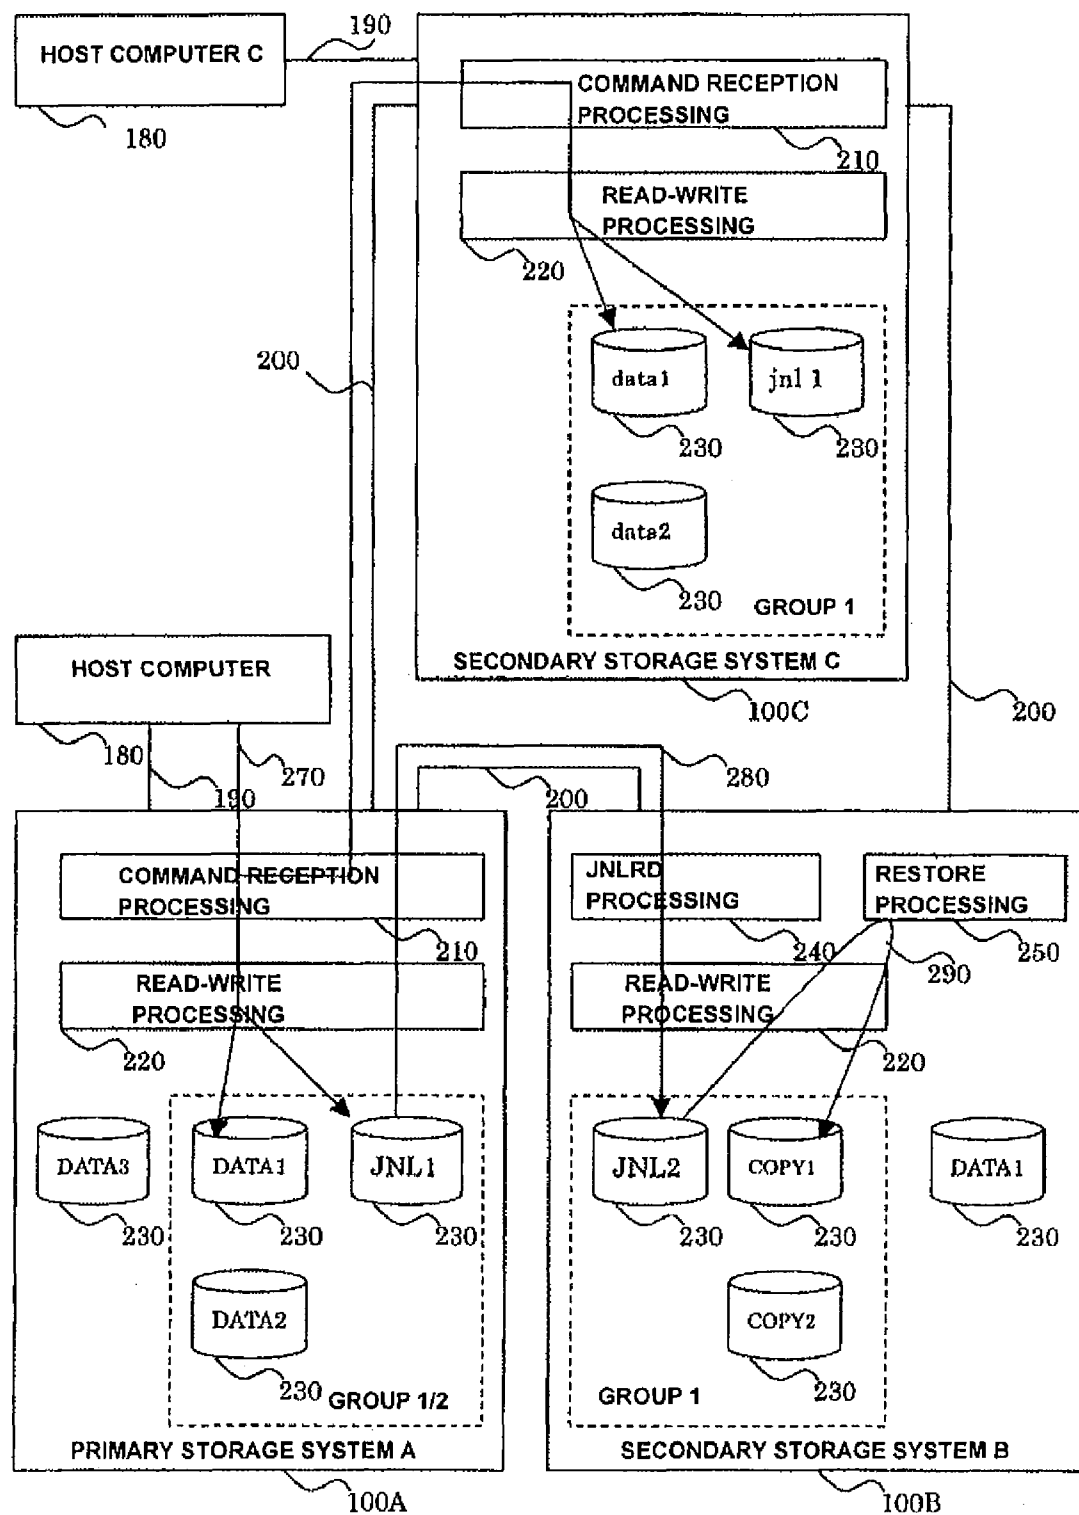 190
HOST COMPUTER C
180
COMMAND RECEPTION
PROCESSING
210
READ-WRITE
PROCESSING
220
200
data1
jnl 1
230
230
data2
230
GROUP 1
SECONDARY STORAGE SYSTEM C
100C
200
HOST COMPUTER
180
190
270
200
280
COMMAND RECEPTION
PROCESSING
210
READ-WRITE
PROCESSING
220
DATA3
DATA1
JNL1
230
230
230
DATA2
230
GROUP 1/2
PRIMARY STORAGE SYSTEM A
100A
JNLRD
PROCESSING
240
RESTORE
PROCESSING
290
250
READ-WRITE
PROCESSING
220
JNL2
COPY1
DATA1
230
230
230
COPY2
230
GROUP 1
SECONDARY STORAGE SYSTEM B
100B